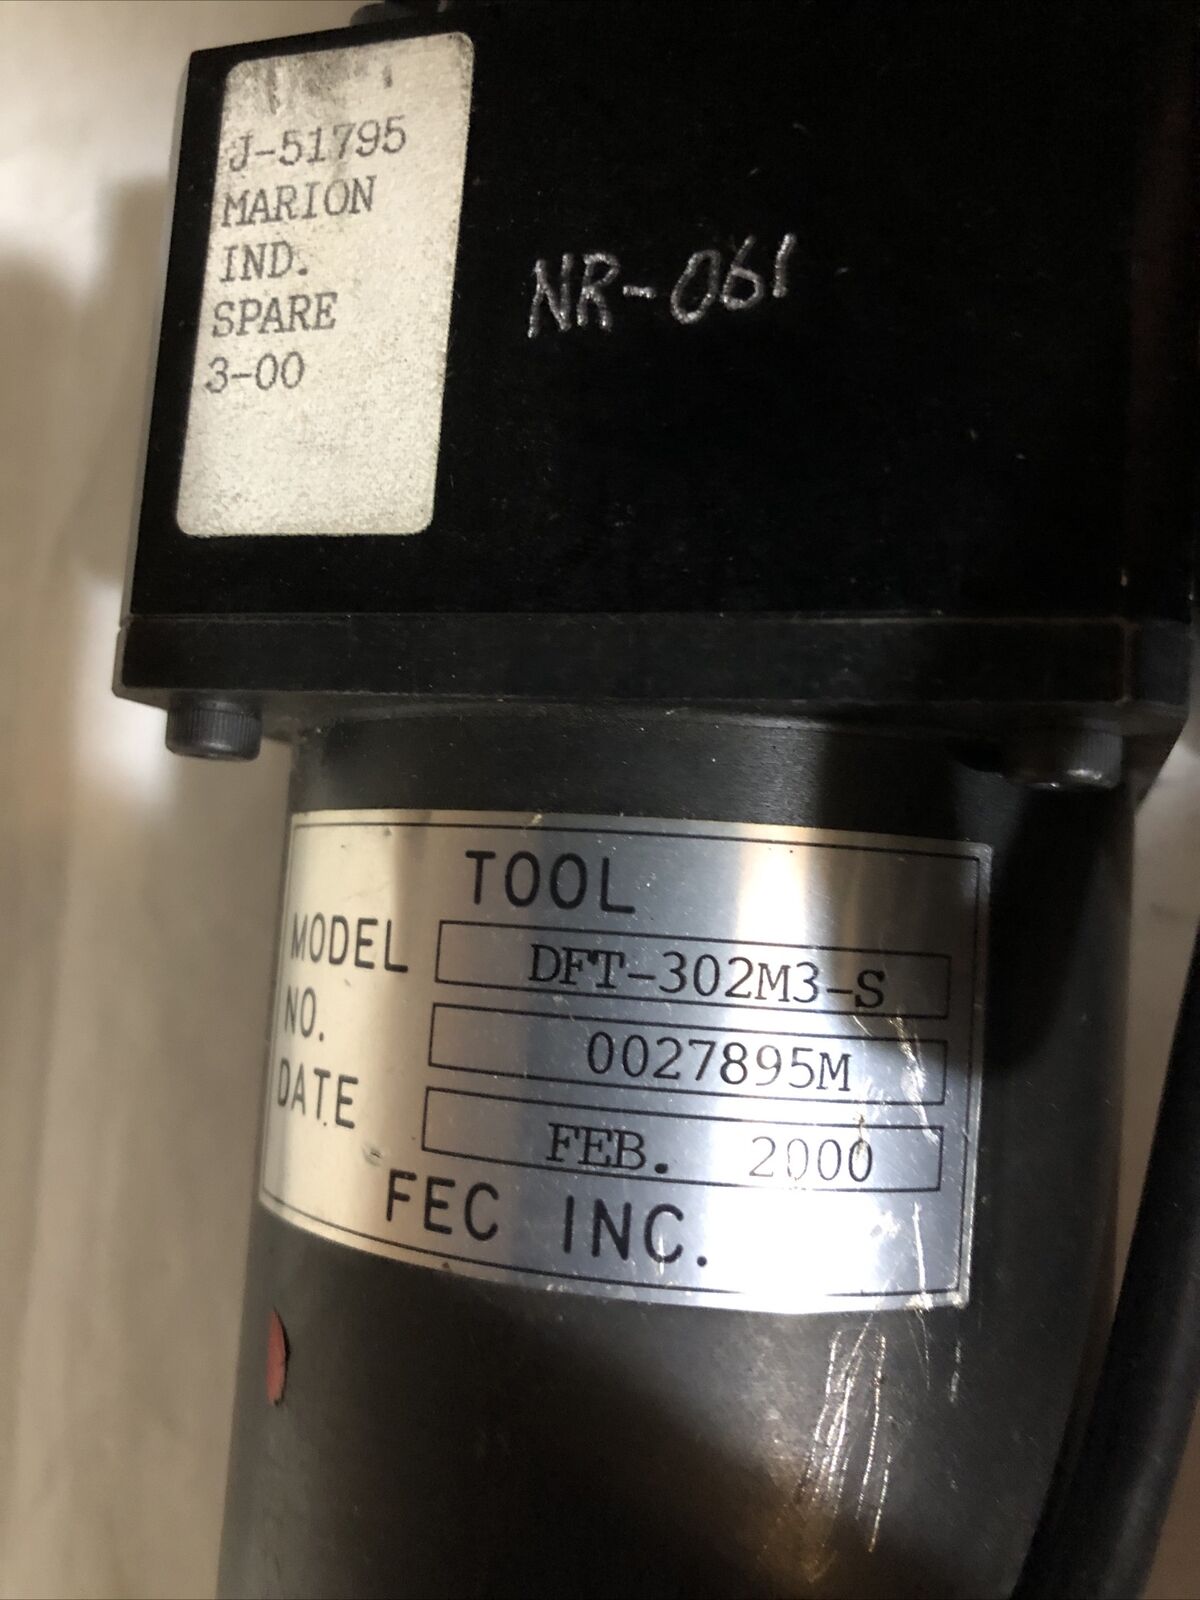 J-51795
MARION
IND.
SPARE
3-00
NR-061
TOOL
MODEL DFT-302M3-S
NO. 0027895M
DATE FEB. 2000
FEC INC.